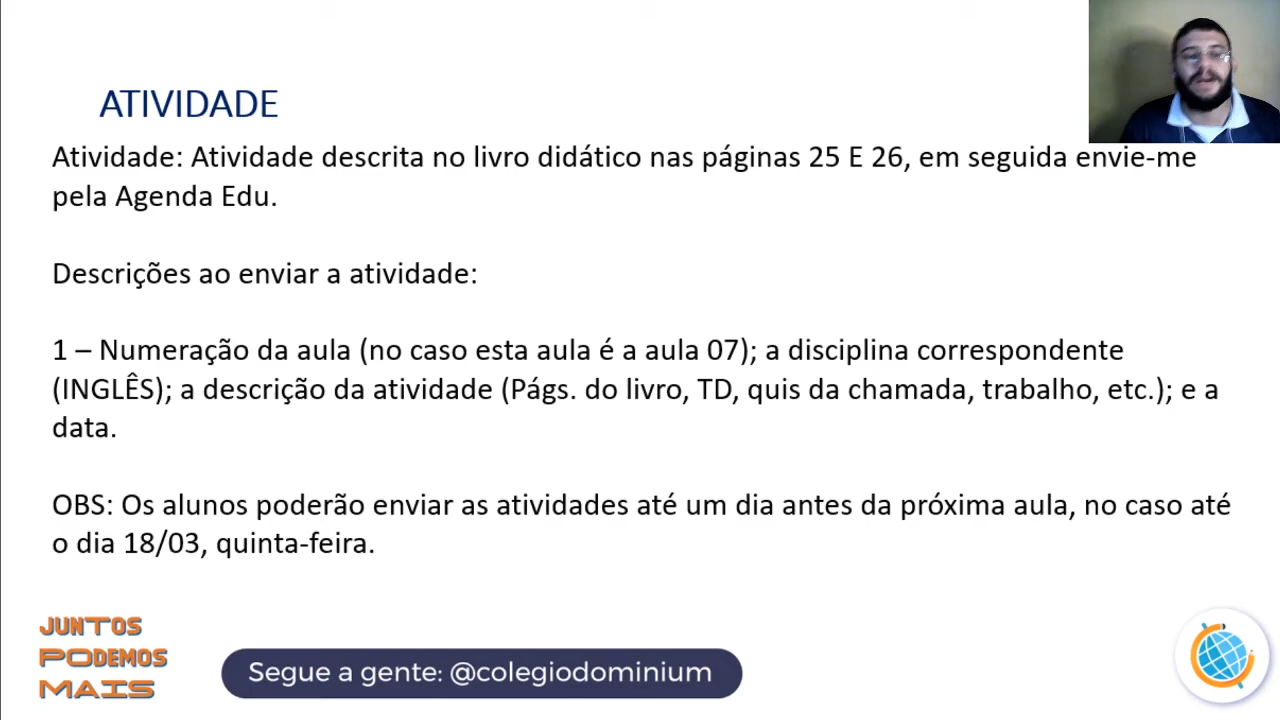 ATIVIDADE
Atividade: Atividade descrita no livro didático nas páginas 25 E 26, em seguida envie-me
pela Agenda Edu.
Descrições ao enviar a atividade:
1 – Numeração da aula (no caso esta aula é a aula 07); a disciplina correspondente
(INGLÊS); a descrição da atividade (Págs. do livro, TD, quis da chamada, trabalho, etc.); e a
data.
OBS: Os alunos poderão enviar as atividades até um dia antes da próxima aula, no caso até
o dia 18/03, quinta-feira.
JUNTOS
PODEMOS
MAIS
Segue a gente: @colegiodominium